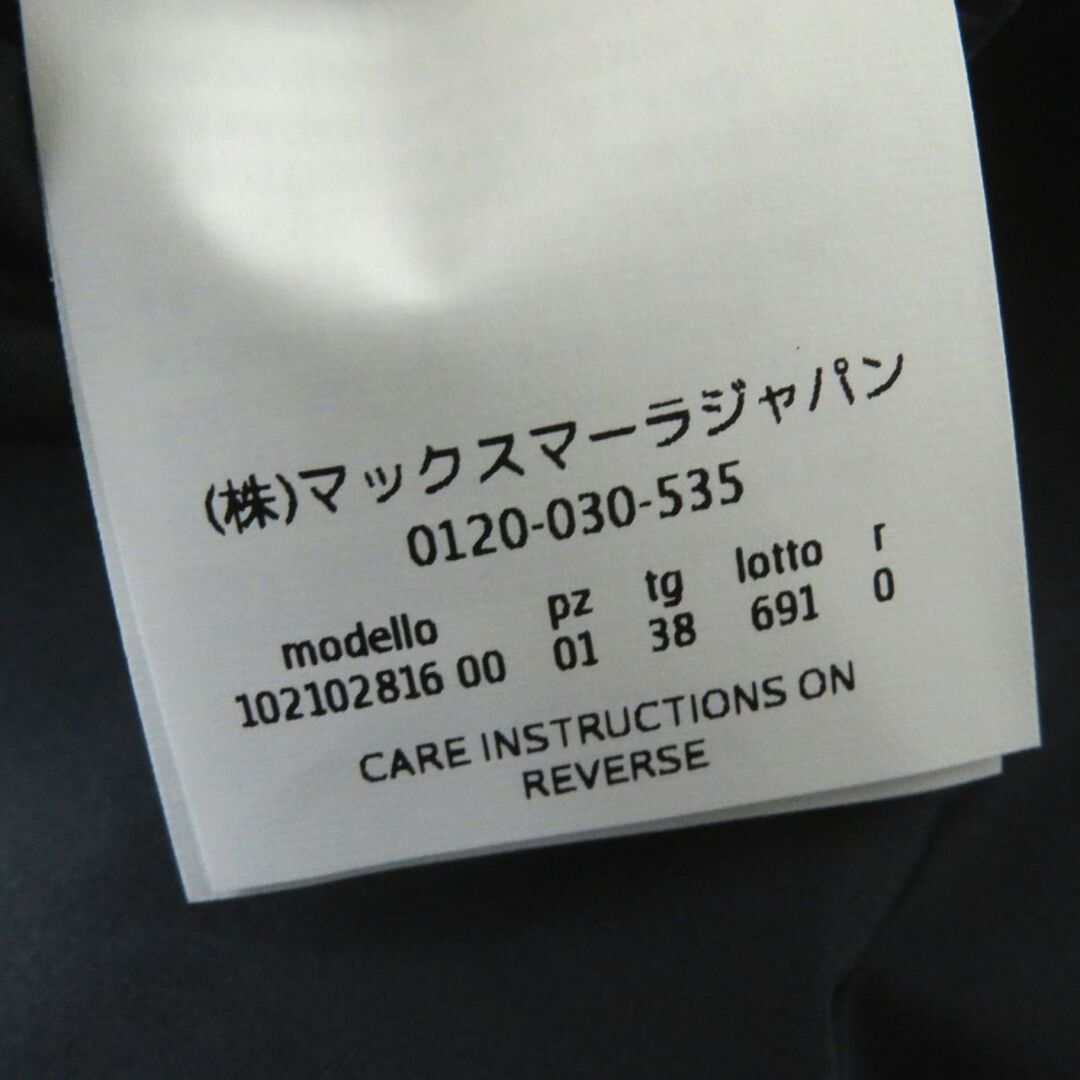 (株)マックスマーラジャパン
0120-030-535
modello pz tg lotto r
102102816 00 01 38 691 0
CARE INSTRUCTIONS ON
REVERSE